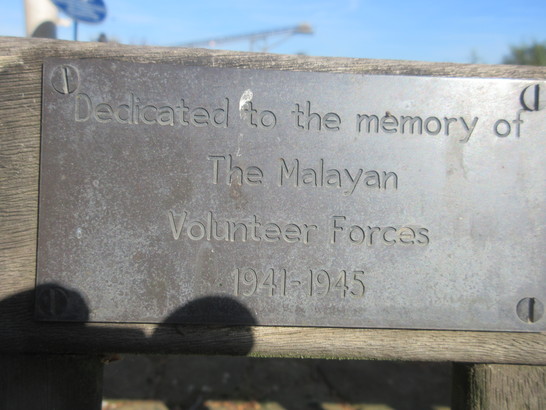 Dedicated to the memory of
The Malayan
Volunteer Forces
1941-1945